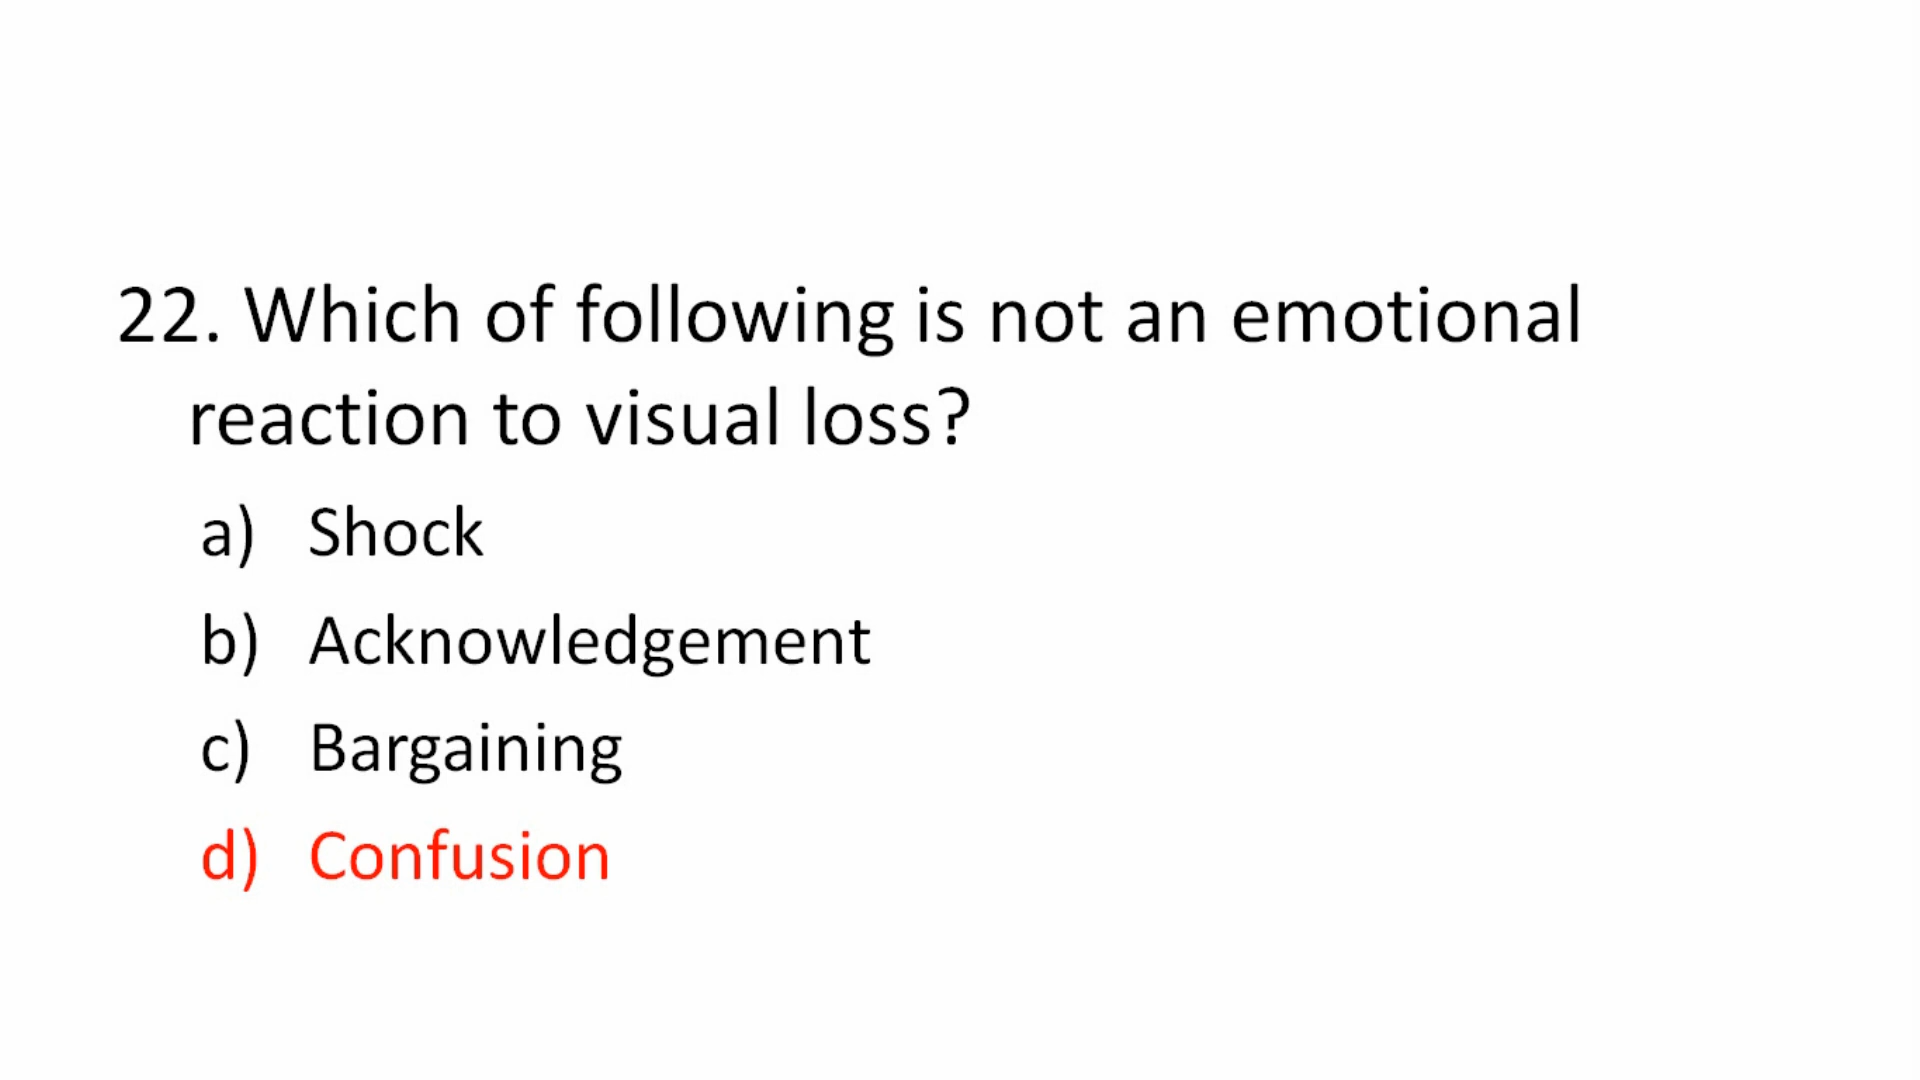 22. Which of following is not an emotional
reaction to visual loss?
a) Shock
b) Acknowledgement
c) Bargaining
d) Confusion